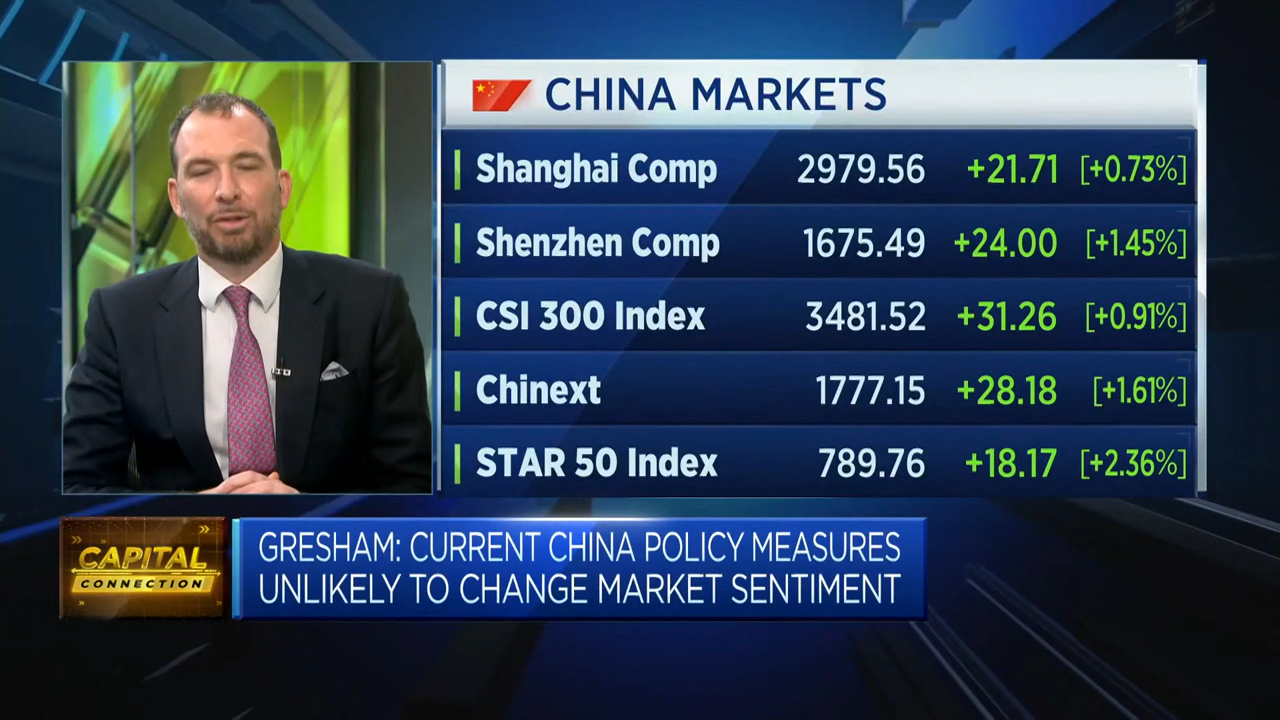 CHINA MARKETS
Shanghai Comp 2979.56 +21.71 [+0.73%]
Shenzhen Comp 1675.49 +24.00 [+1.45%]
CSI 300 Index 3481.52 +31.26 [+0.91%]
Chinext 1777.15 +28.18 [+1.61%]
STAR 50 Index 789.76 +18.17 [+2.36%]
CAPITAL
CONNECTION
GRESHAM: CURRENT CHINA POLICY MEASURES
UNLIKELY TO CHANGE MARKET SENTIMENT